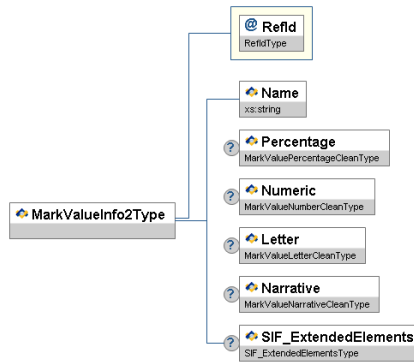 @ RefId
RefIdType
Name
xs:string
? Percentage
MarkValuePercentageCleanType
? Numeric
MarkValueNumberCleanType
MarkValueInfo2Type
? Letter
MarkValueLetterCleanType
? Narrative
MarkValueNarrativeCleanType
? SIF_ExtendedElements
SIF_ExtendedElementsType